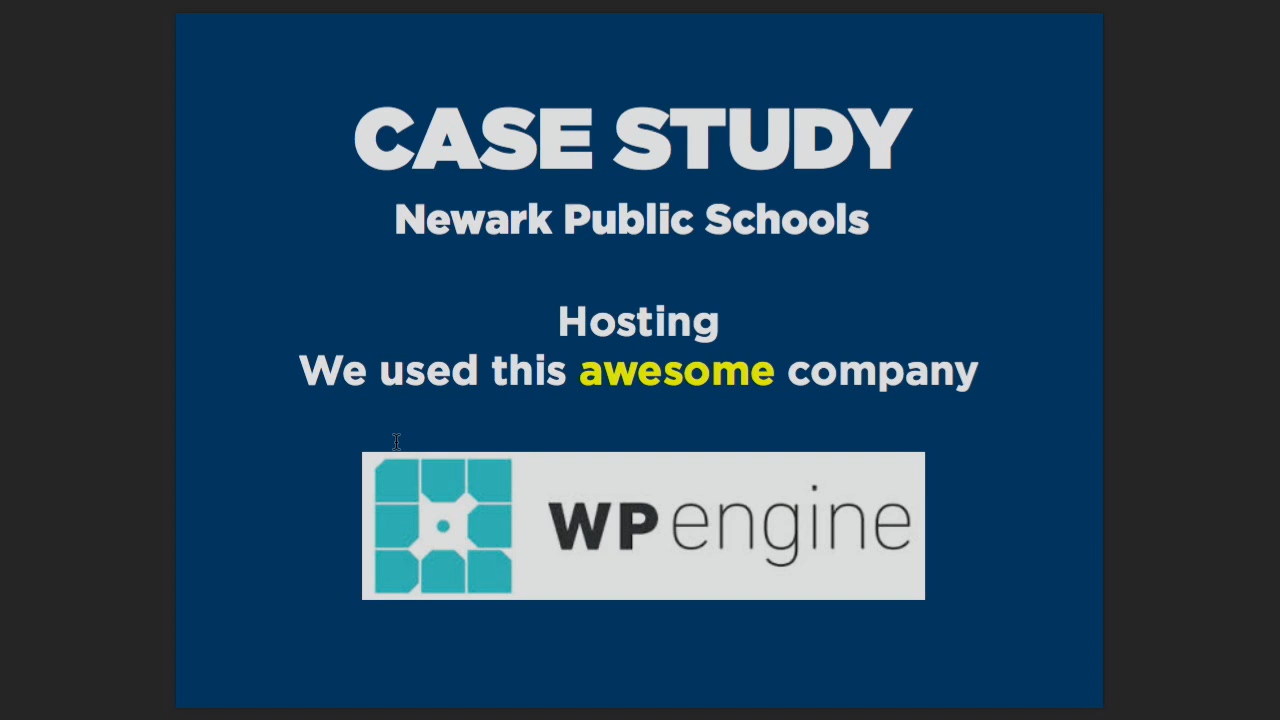 CASE STUDY
Newark Public Schools
Hosting
We used this awesome company
WP engine